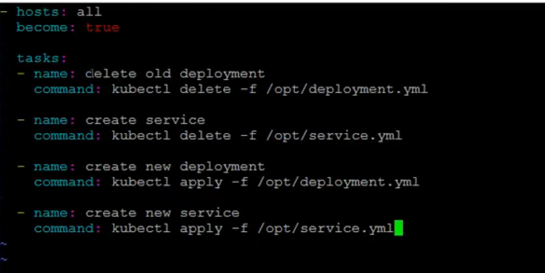 - hosts: all
  become: true

  tasks:
  - name: delete old deployment
    command: kubectl delete -f /opt/deployment.yml

  - name: create service
    command: kubectl delete -f /opt/service.yml

  - name: create new deployment
    command: kubectl apply -f /opt/deployment.yml

  - name: create new service
    command: kubectl apply -f /opt/service.yml
~
~